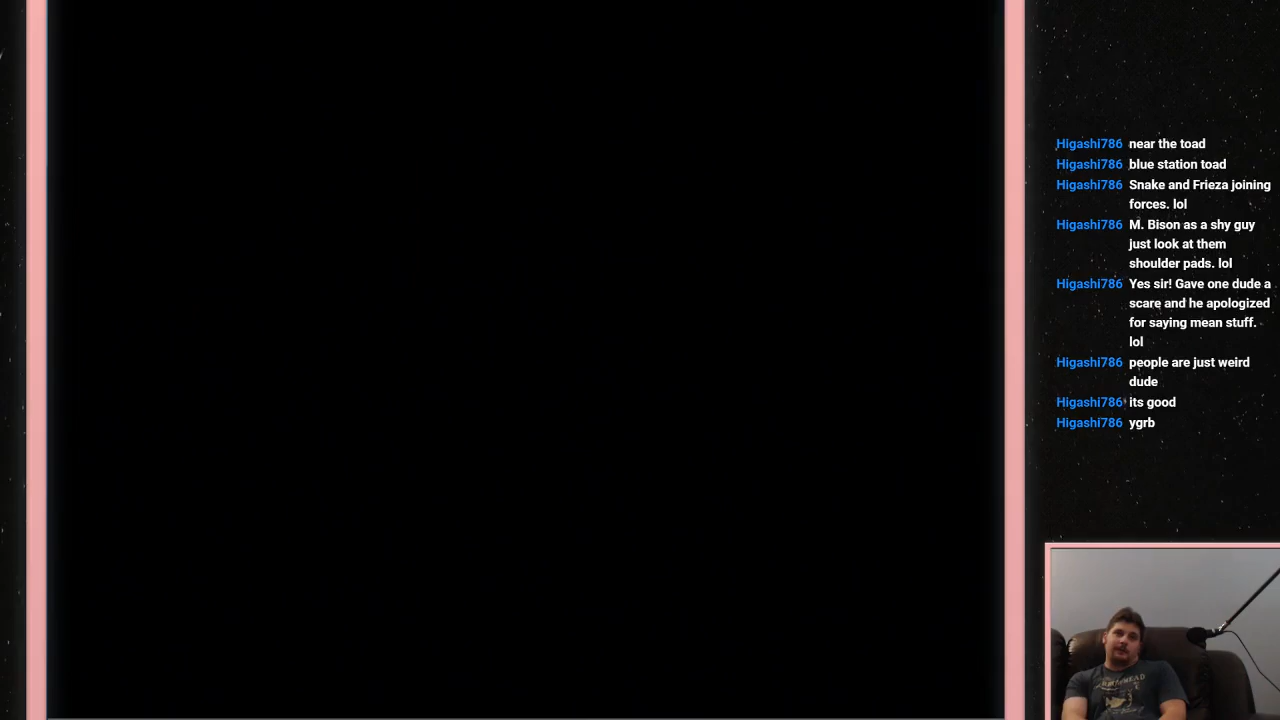 Higashi786 near the toad
Higashi786 blue station toad
Higashi786 Snake and Frieza joining
forces. lol
Higashi786 M. Bison as a shy guy
just look at them
shoulder pads. lol
Higashi786 Yes sir! Gave one dude a
scare and he apologized
for saying mean stuff.
lol
Higashi786 people are just weird
dude
Higashi786 its good
Higashi786 ygrb